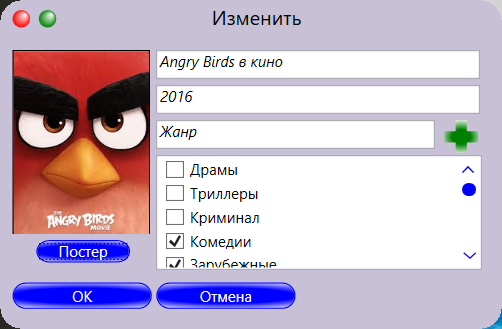 Изменить
Angry Birds в кино
2016
Жанр
Драмы
Триллеры
Криминал
Комедии
Зарубежные
THE
ANGRY BIRDS
MOVIE
Постер
OK
Отмена